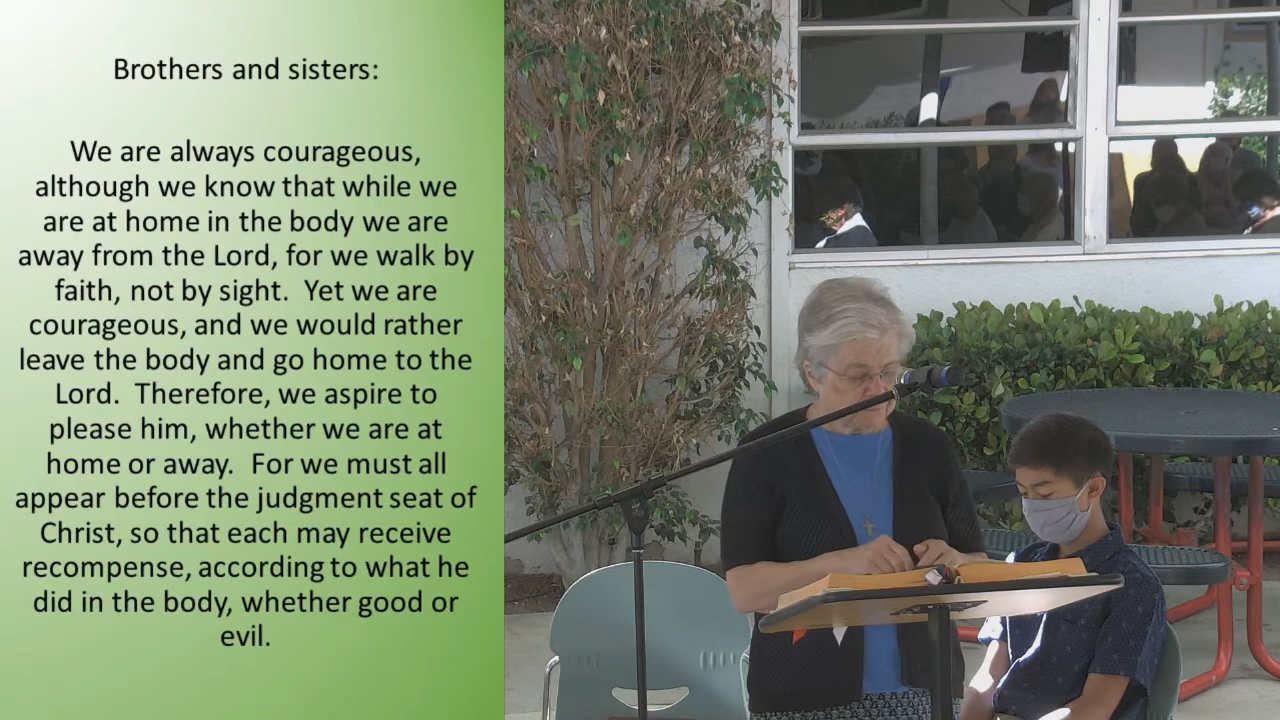 Brothers and sisters:
We are always courageous,
although we know that while we
are at home in the body we are
away from the Lord, for we walk by
faith, not by sight.  Yet we are
courageous, and we would rather
leave the body and go home to the
Lord.  Therefore, we aspire to
please him, whether we are at
home or away.  For we must all
appear before the judgment seat of
Christ, so that each may receive
recompense, according to what he
did in the body, whether good or
evil.